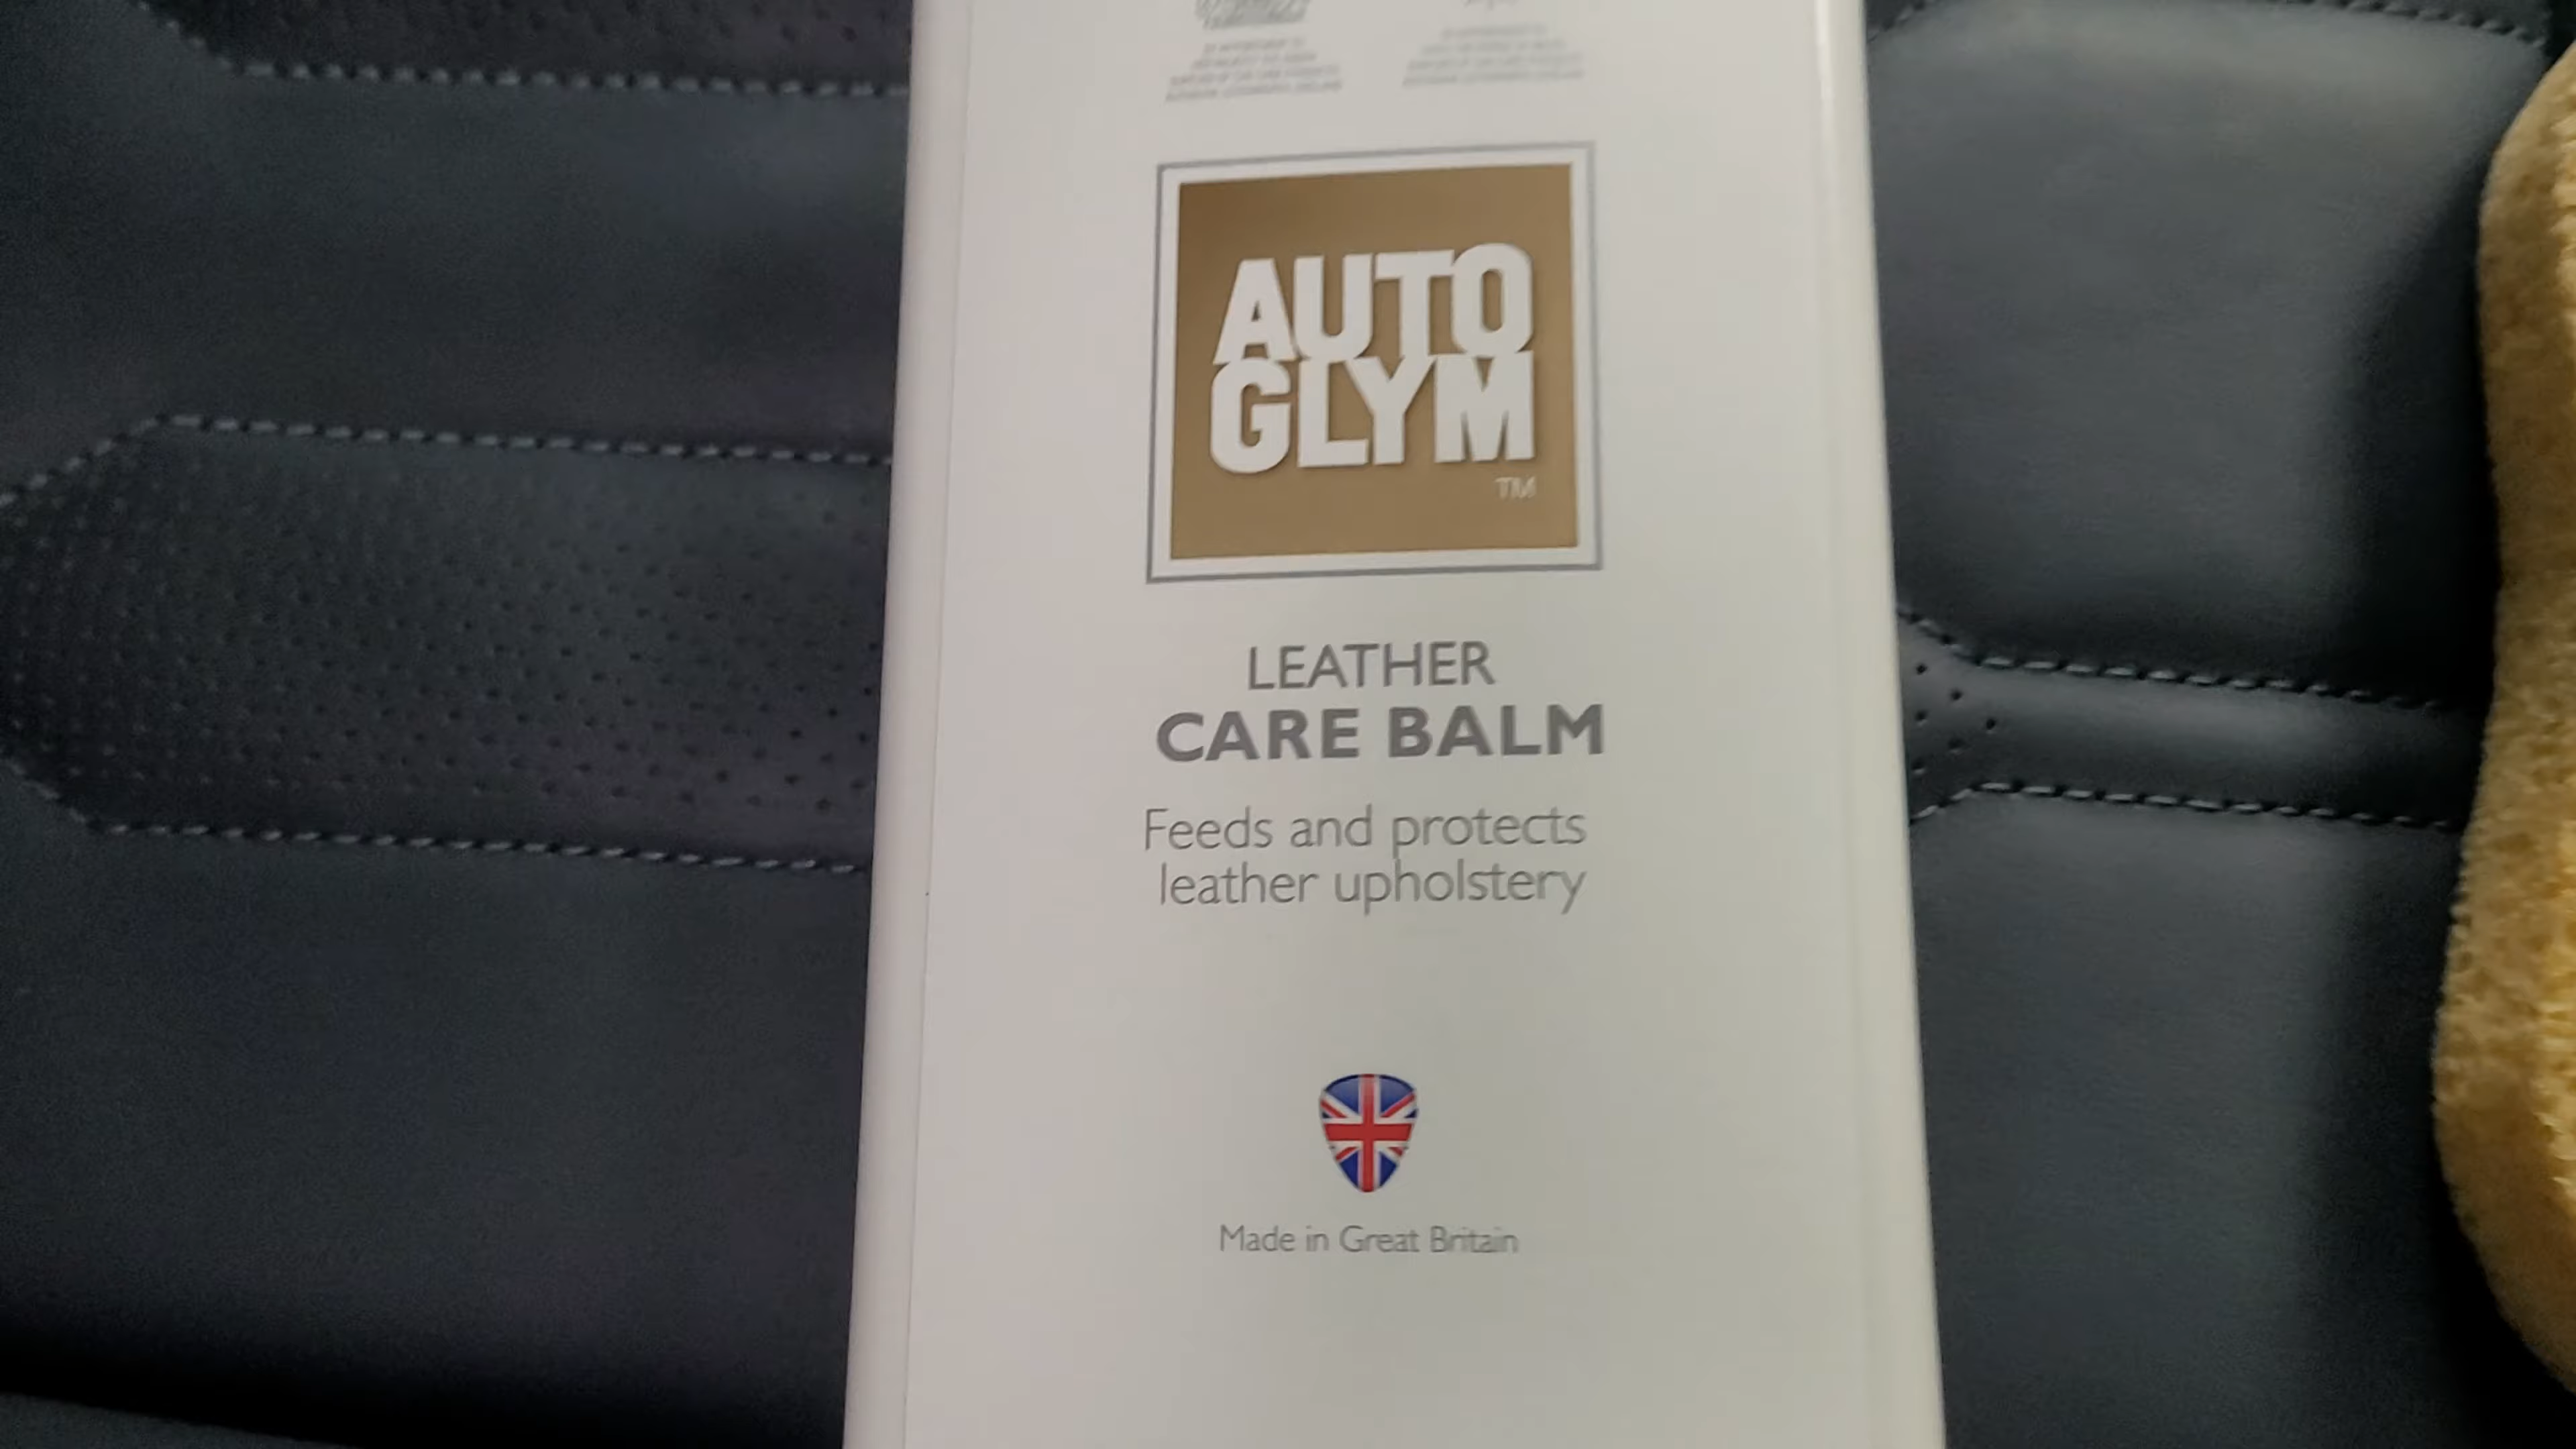 AUTO
GLYM
TM
LEATHER
CARE BALM
Feeds and protects
leather upholstery
Made in Great Britain